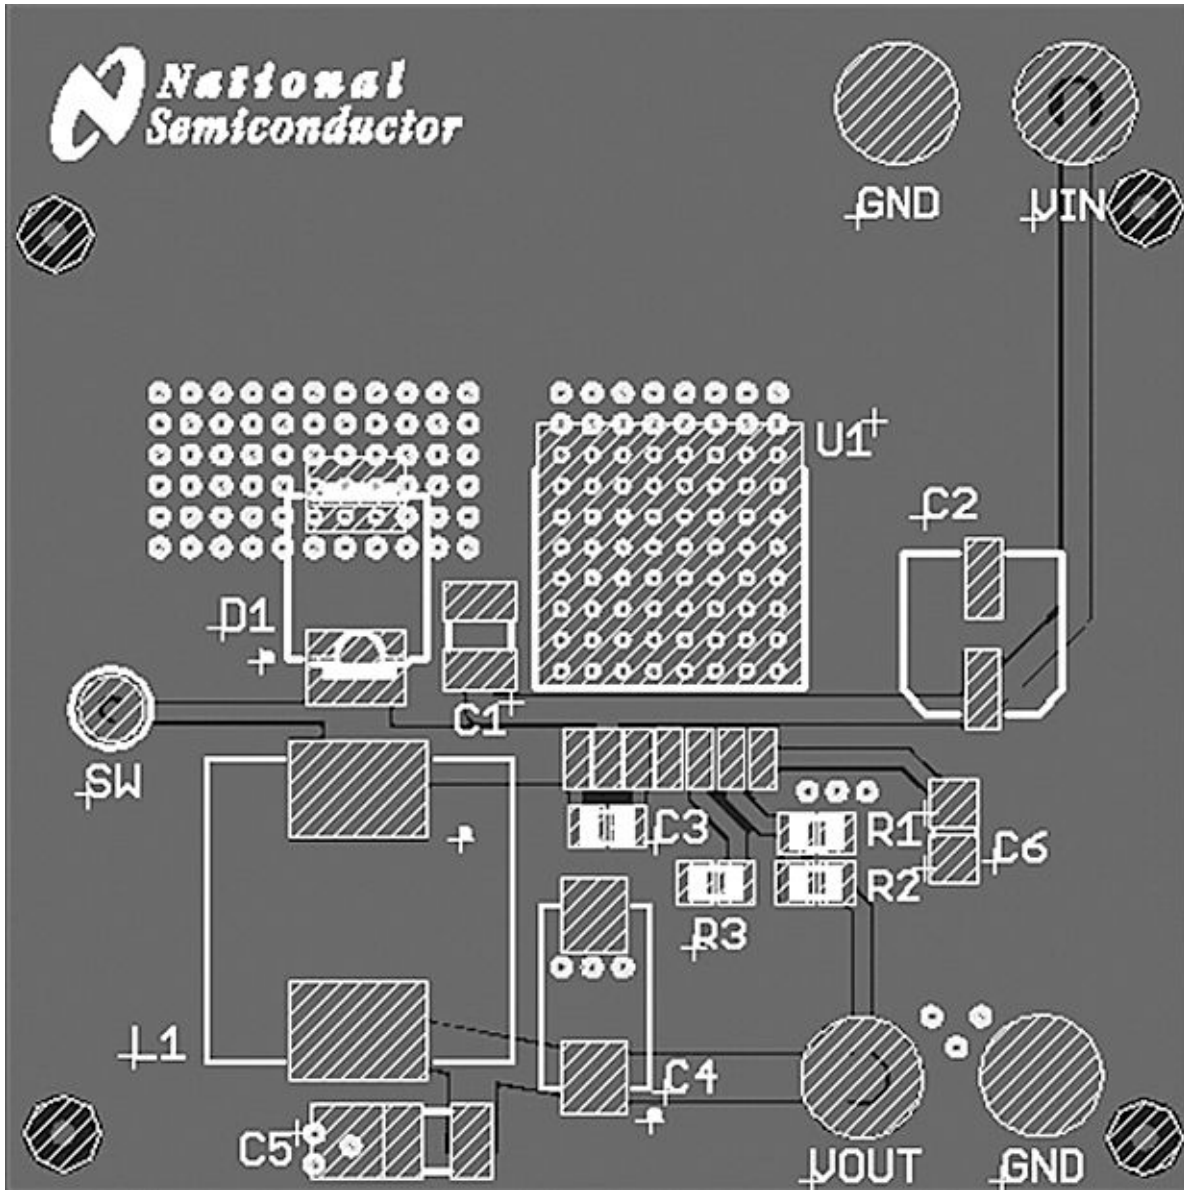 National
Semiconductor
GND
VIN
U1
C2
D1
C1
SW
C3
R1
C6
R2
R3
L1
C4
C5
VOUT
GND